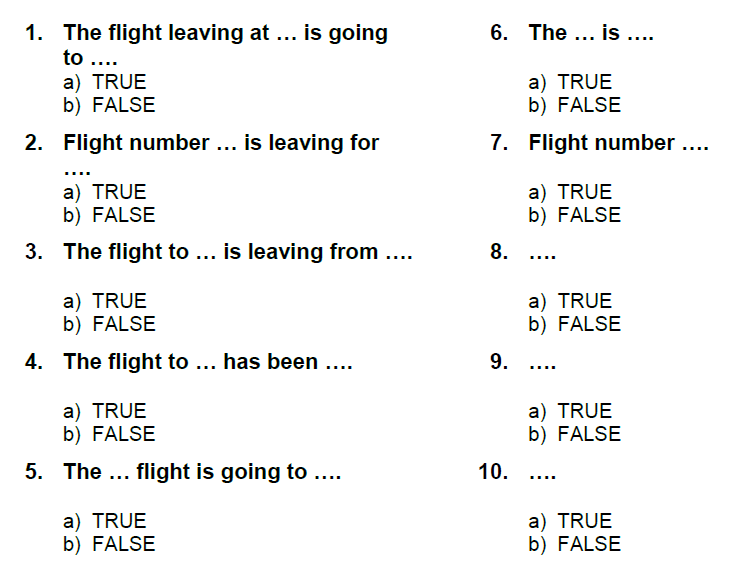 1. The flight leaving at … is going
to ….
a) TRUE
b) FALSE
2. Flight number … is leaving for
….
a) TRUE
b) FALSE
3. The flight to … is leaving from ….
a) TRUE
b) FALSE
4. The flight to … has been ….
a) TRUE
b) FALSE
5. The … flight is going to ….
a) TRUE
b) FALSE
6. The … is ….
a) TRUE
b) FALSE
7. Flight number ….
a) TRUE
b) FALSE
8. ….
a) TRUE
b) FALSE
9. ….
a) TRUE
b) FALSE
10. ….
a) TRUE
b) FALSE